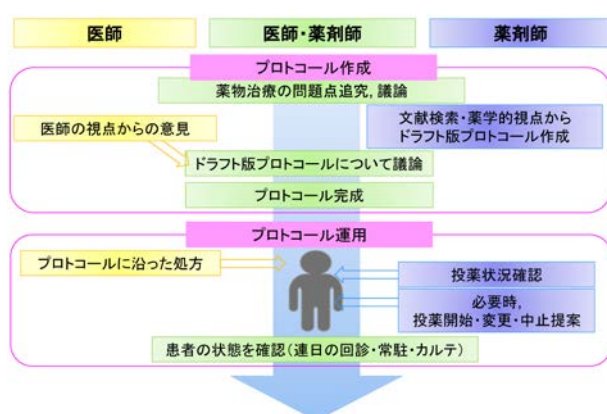 医師
医師・薬剤師
薬剤師
プロトコール作成
薬物治療の問題点追究, 議論
文献検索・薬学的視点から
ドラフト版プロトコール作成
医師の視点からの意見
ドラフト版プロトコールについて議論
プロトコール完成
プロトコール運用
プロトコールに沿った処方
投薬状況確認
必要時,
投薬開始・変更・中止提案
患者の状態を確認(連日の回診・常駐・カルテ)